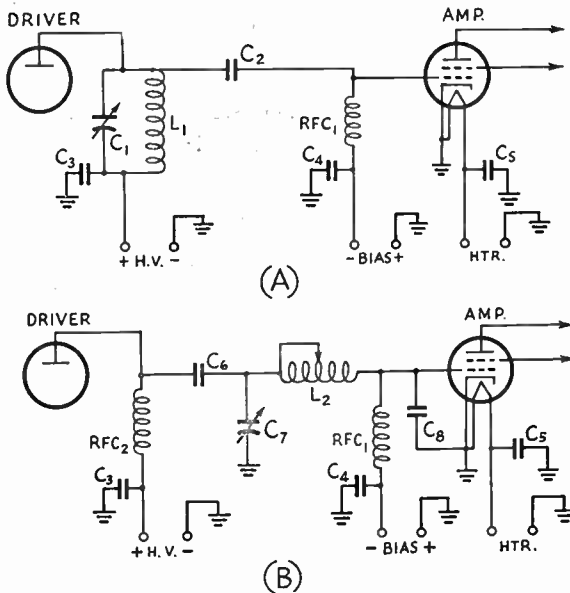 DRIVER
AMP.
C2
C1
L1
RFC1
C3
C4
C5
+ H.V. -
- BIAS +
HTR.
(A)
DRIVER
AMP.
C6
L2
C7
RFC2
RFC1
C8
C3
C4
C5
+ H.V. -
- BIAS +
HTR.
(B)